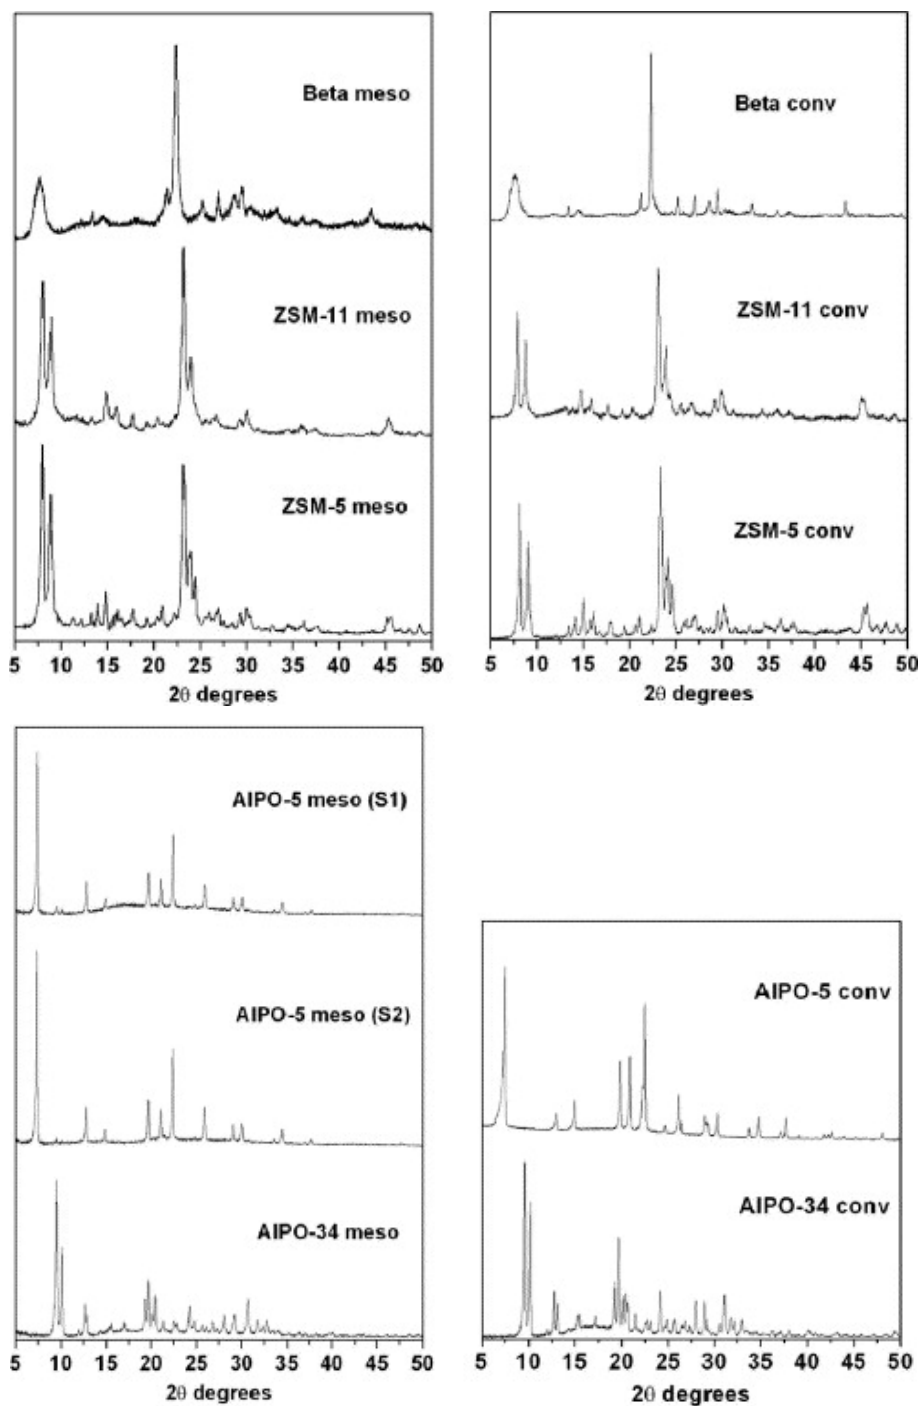 Beta meso
ZSM-11 meso
ZSM-5 meso
5 10 15 20 25 30 35 40 45 50
2θ degrees
Beta conv
ZSM-11 conv
ZSM-5 conv
5 10 15 20 25 30 35 40 45 50
2θ degrees
AlPO-5 meso (S1)
AlPO-5 meso (S2)
AlPO-34 meso
5 10 15 20 25 30 35 40 45 50
2θ degrees
AlPO-5 conv
AlPO-34 conv
5 10 15 20 25 30 35 40 45 50
2θ degrees